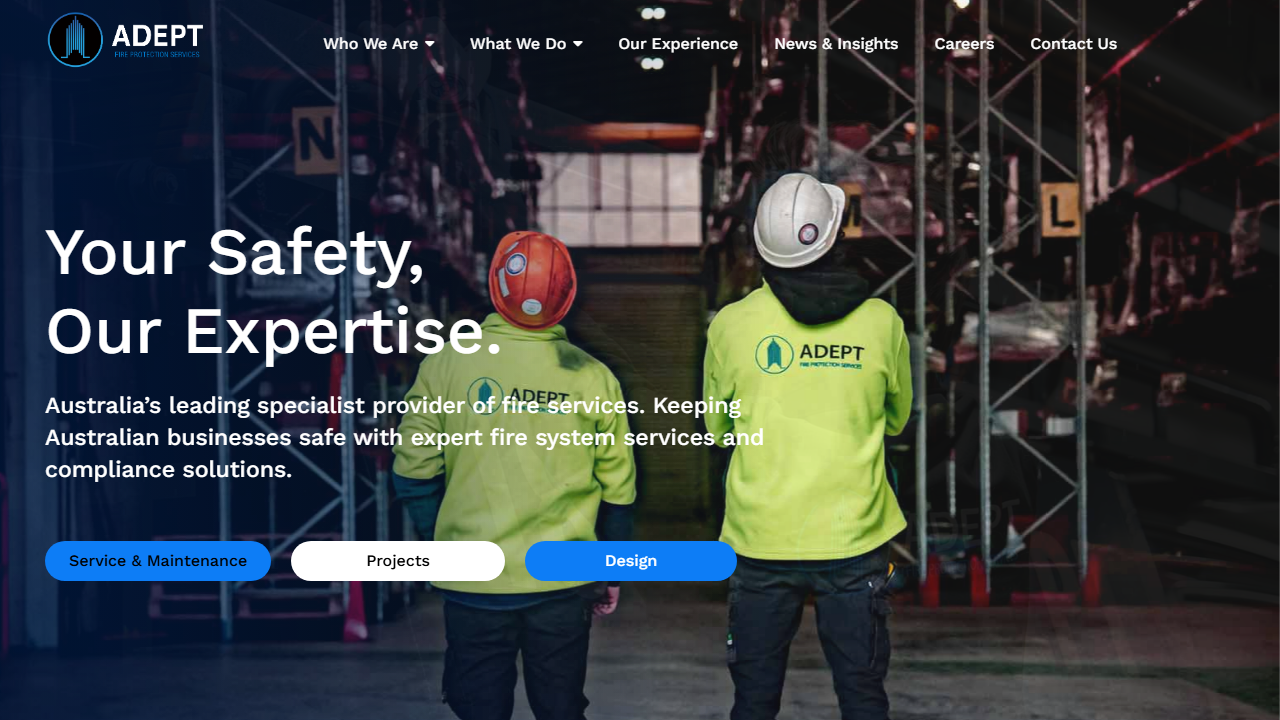 ADEPT
FIRE PROTECTION SERVICES
Who We Are
What We Do
Our Experience
News & Insights
Careers
Contact Us
N
L
Your Safety,
Our Expertise.
ADEPT
FIRE PROTECTION SERVICES
ADEPT
Australia’s leading specialist provider of fire services. Keeping
Australian businesses safe with expert fire system services and
compliance solutions.
Service & Maintenance
Projects
Design